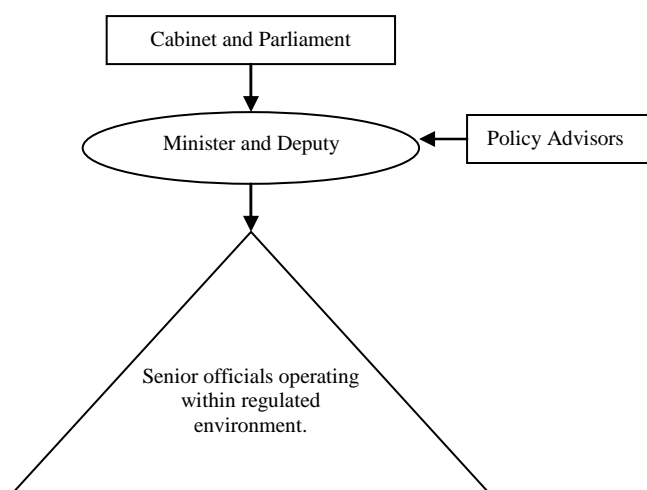 Cabinet and Parliament
Minister and Deputy
Policy Advisors
Senior officials operating
within regulated
environment.